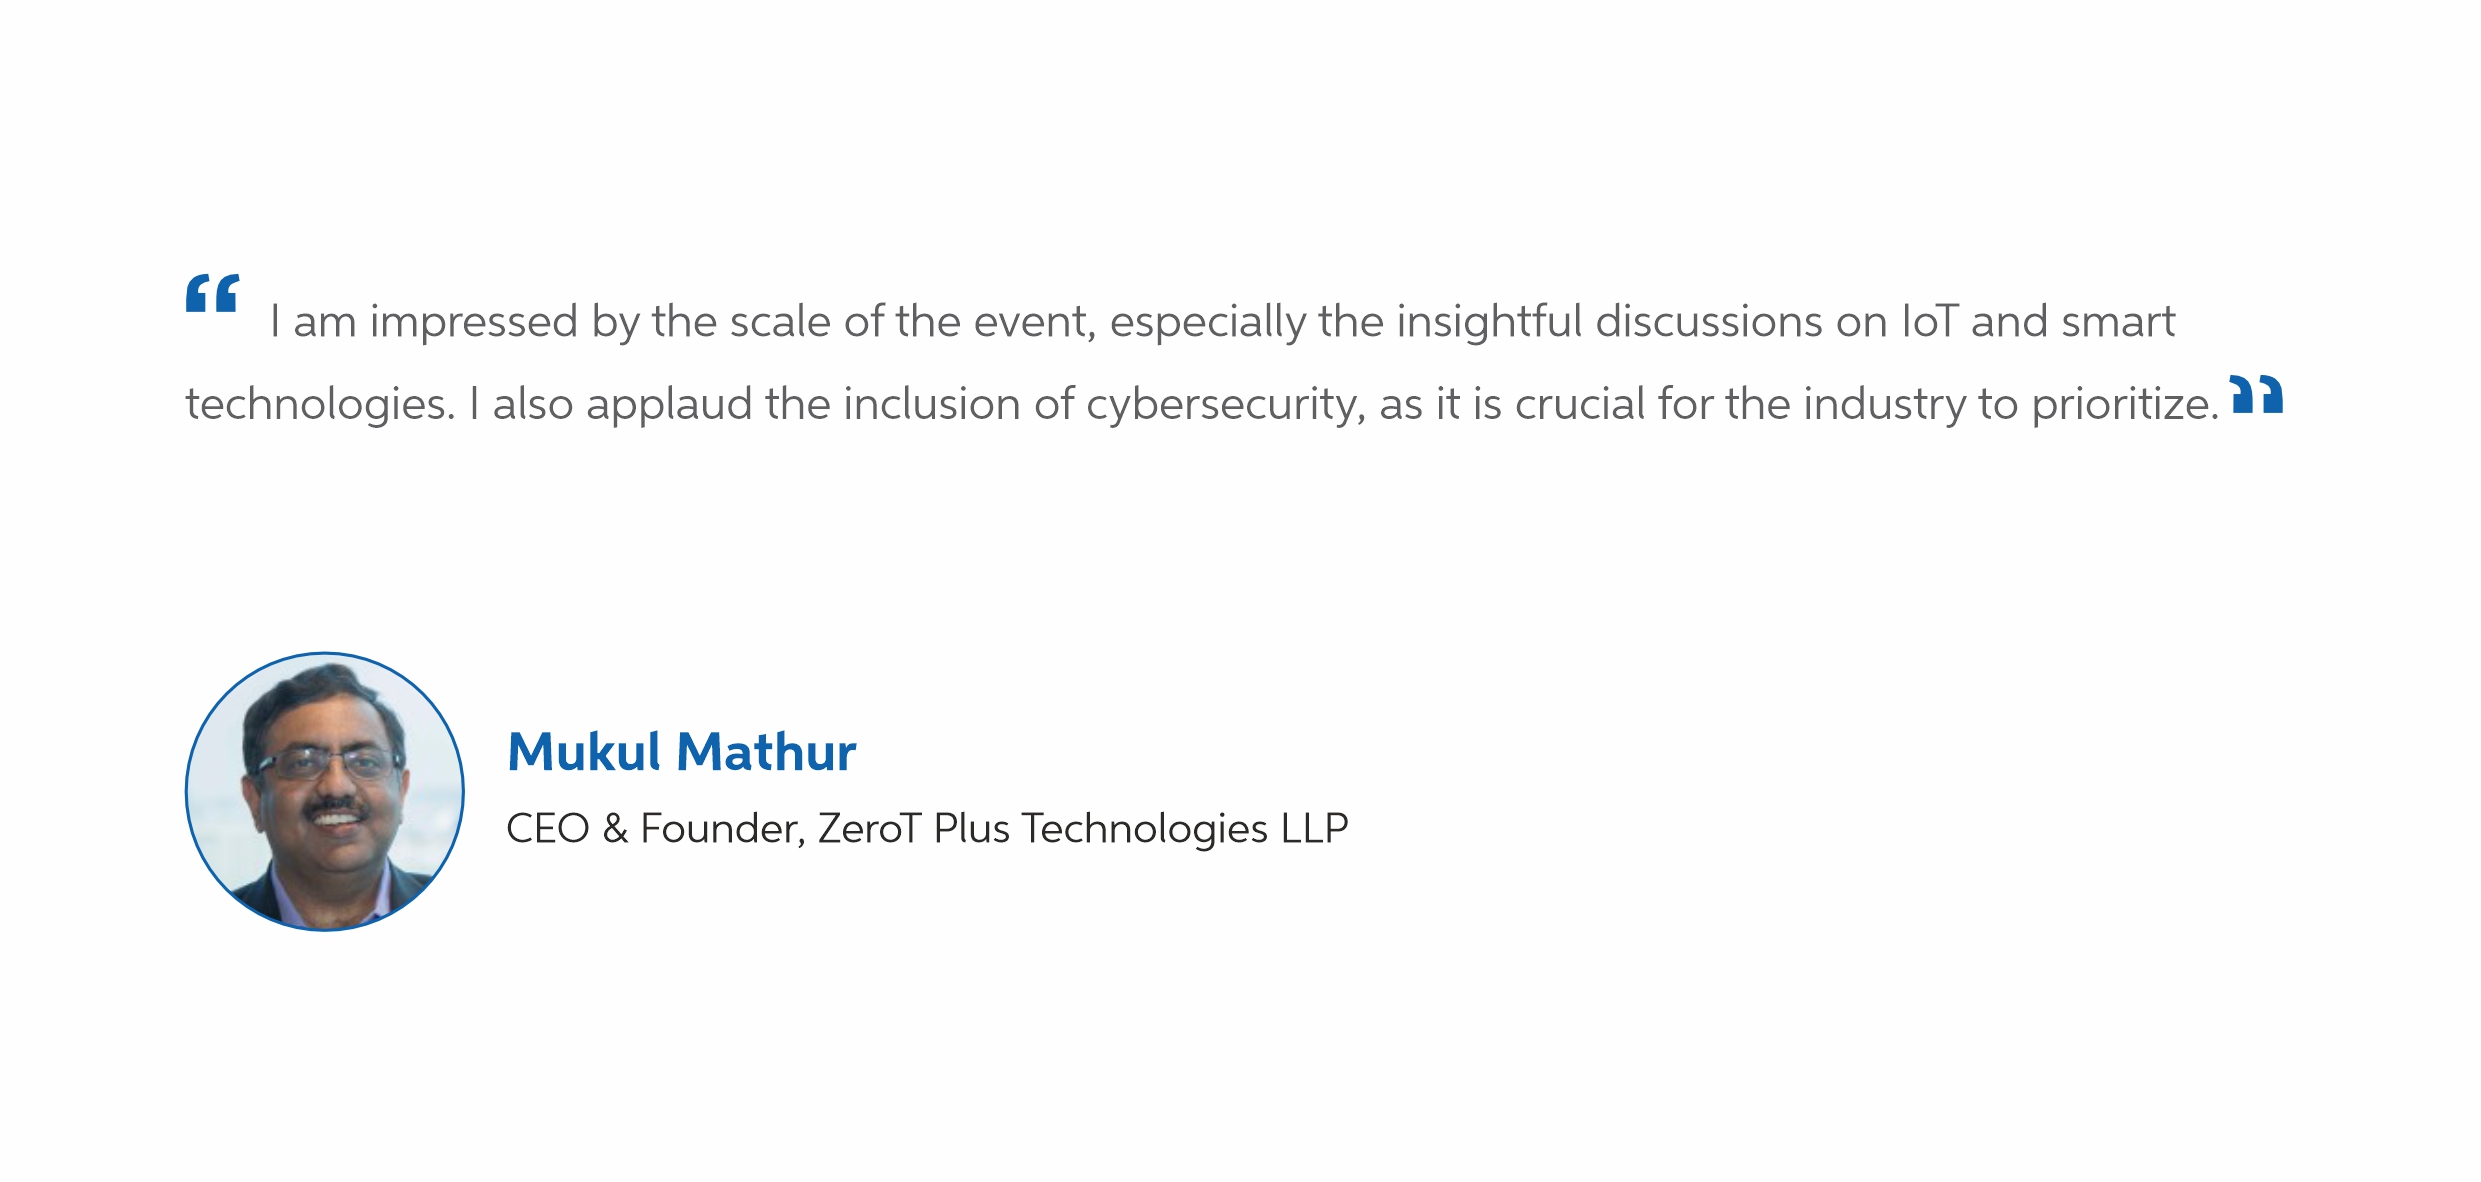 “ I am impressed by the scale of the event, especially the insightful discussions on IoT and smart
technologies. I also applaud the inclusion of cybersecurity, as it is crucial for the industry to prioritize.”
Mukul Mathur
CEO & Founder, ZeroT Plus Technologies LLP